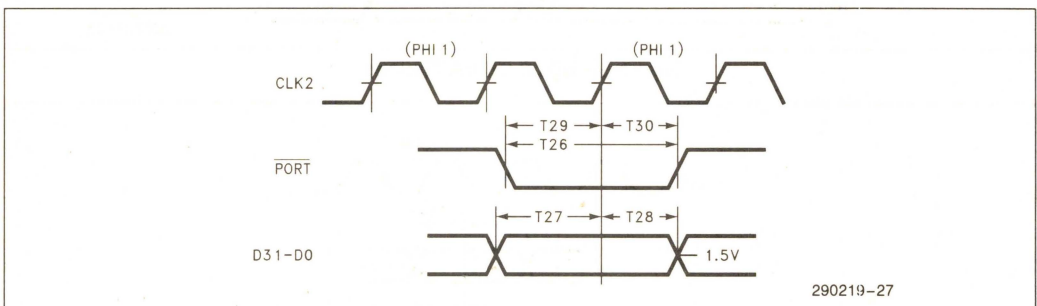 (PHI 1) (PHI 1)
CLK2
T29 T30
T26
PORT
T27 T28
D31-D0 1.5V
290219-27